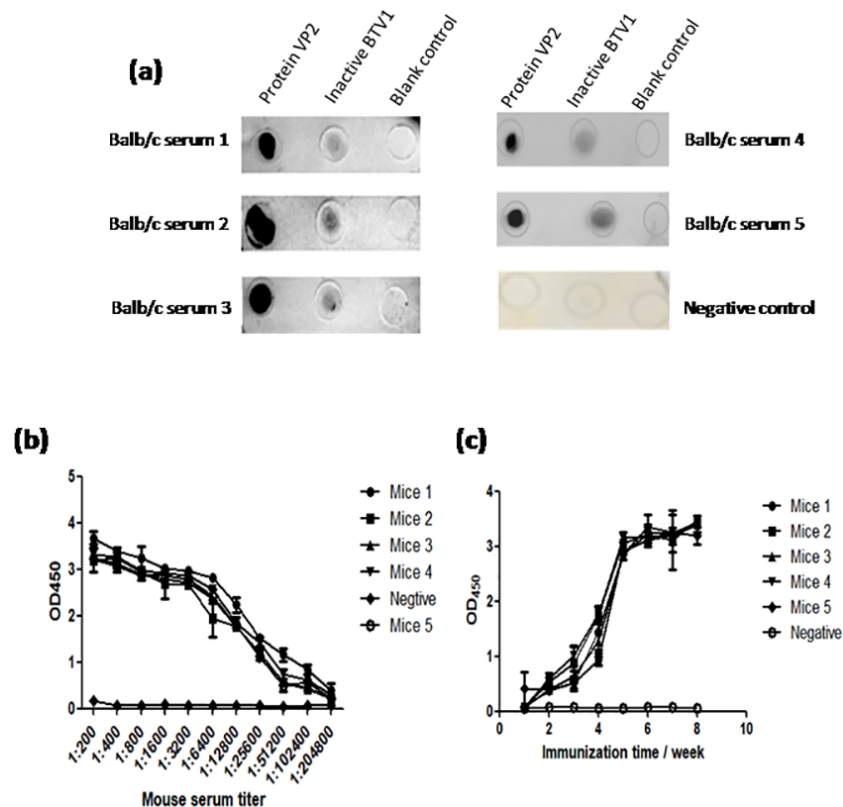 (a)
Protein VP2
Inactive BTV1
Blank control
Protein VP2
Inactive BTV1
Blank control
Balb/c serum 1
Balb/c serum 4
Balb/c serum 2
Balb/c serum 5
Balb/c serum 3
Negative control
(b)
5
4
3
2
1
0
OD450
1:200
1:400
1:800
1:1600
1:3200
1:6400
1:12800
1:25600
1:51200
1:102400
1:204800
Mouse serum titer
Mice 1
Mice 2
Mice 3
Mice 4
Negtive
Mice 5
(c)
4
3
2
1
0
OD450
0
2
4
6
8
10
Immunization time / week
Mice 1
Mice 2
Mice 3
Mice 4
Mice 5
Negative